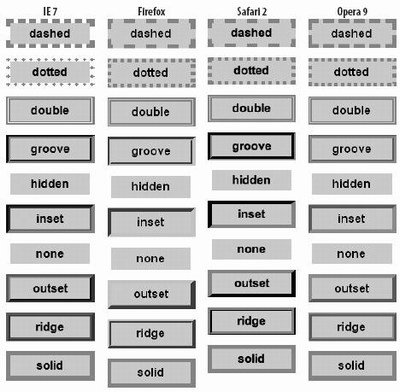 IE 7 Firefox Safari 2 Opera 9
dashed dashed dashed dashed
dotted dotted dotted dotted
double double double double
groove groove groove groove
hidden hidden hidden hidden
inset inset inset inset
none none none none
outset outset outset outset
ridge ridge ridge ridge
solid solid solid solid